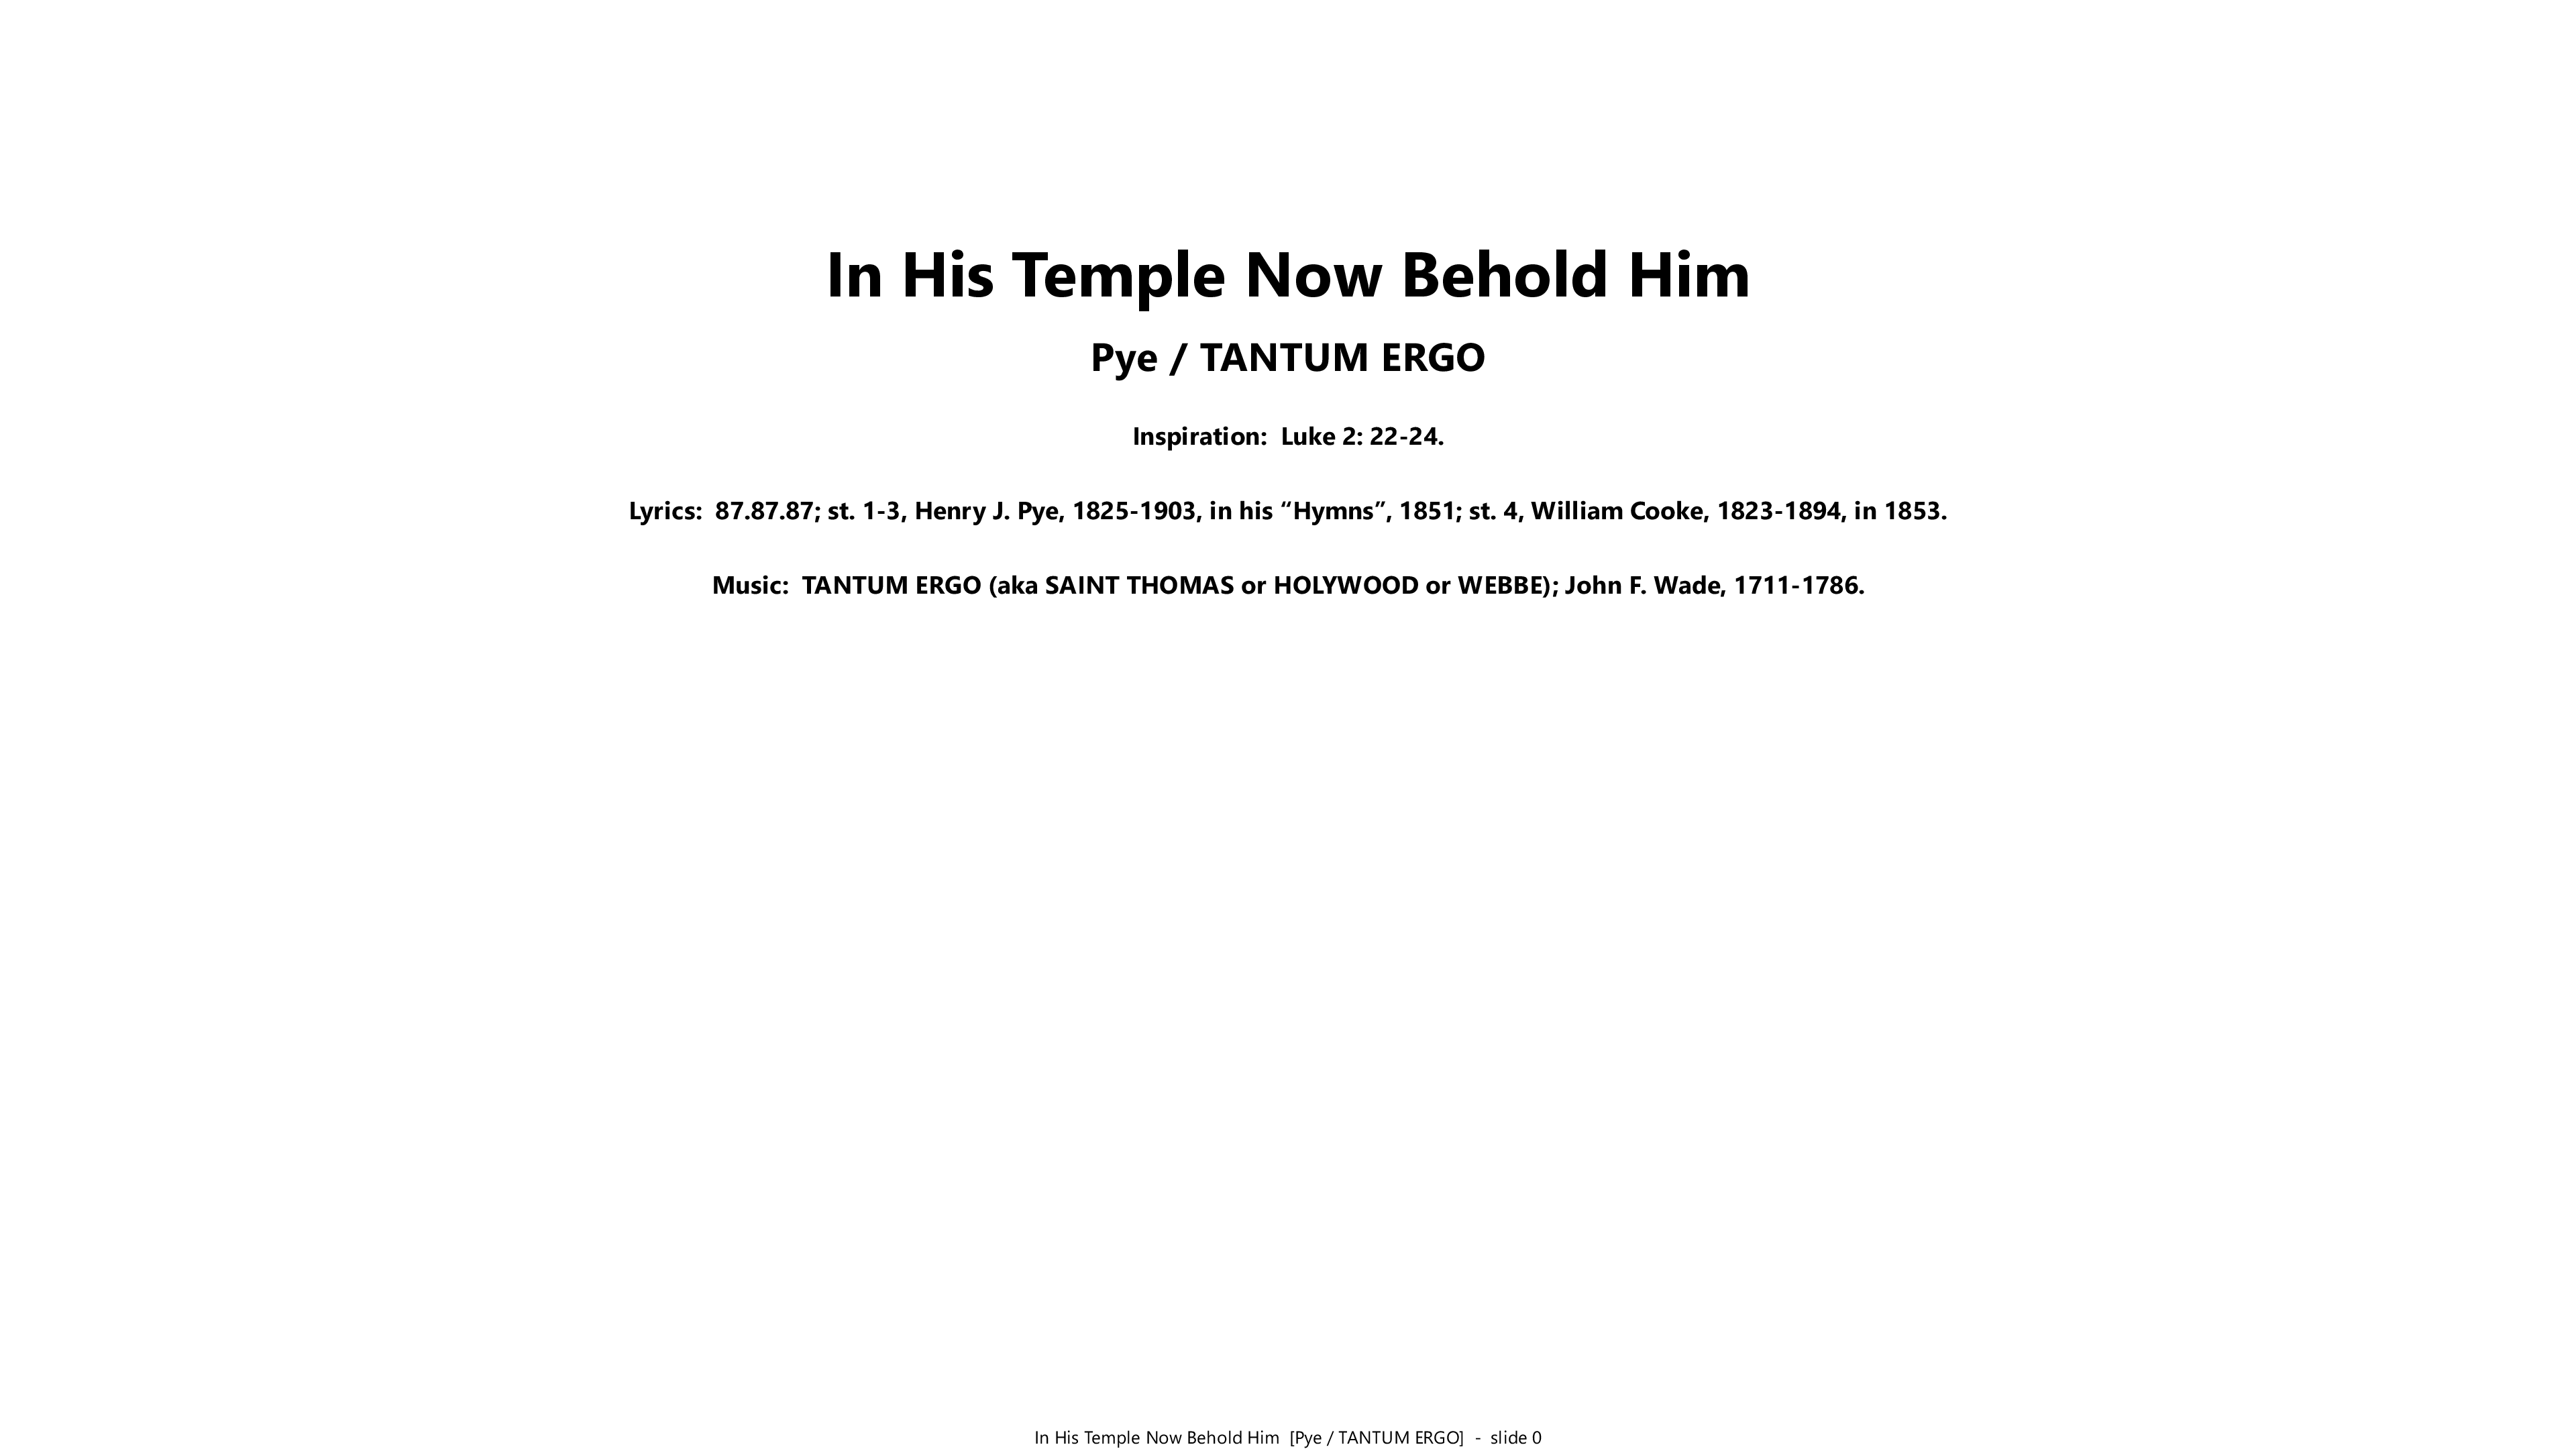 In His Temple Now Behold Him
Pye / TANTUM ERGO
Inspiration:  Luke 2: 22-24.
Lyrics:  87.87.87; st. 1-3, Henry J. Pye, 1825-1903, in his “Hymns”, 1851; st. 4, William Cooke, 1823-1894, in 1853.
Music:  TANTUM ERGO (aka SAINT THOMAS or HOLYWOOD or WEBBE); John F. Wade, 1711-1786.
In His Temple Now Behold Him  [Pye / TANTUM ERGO]  -  slide 0